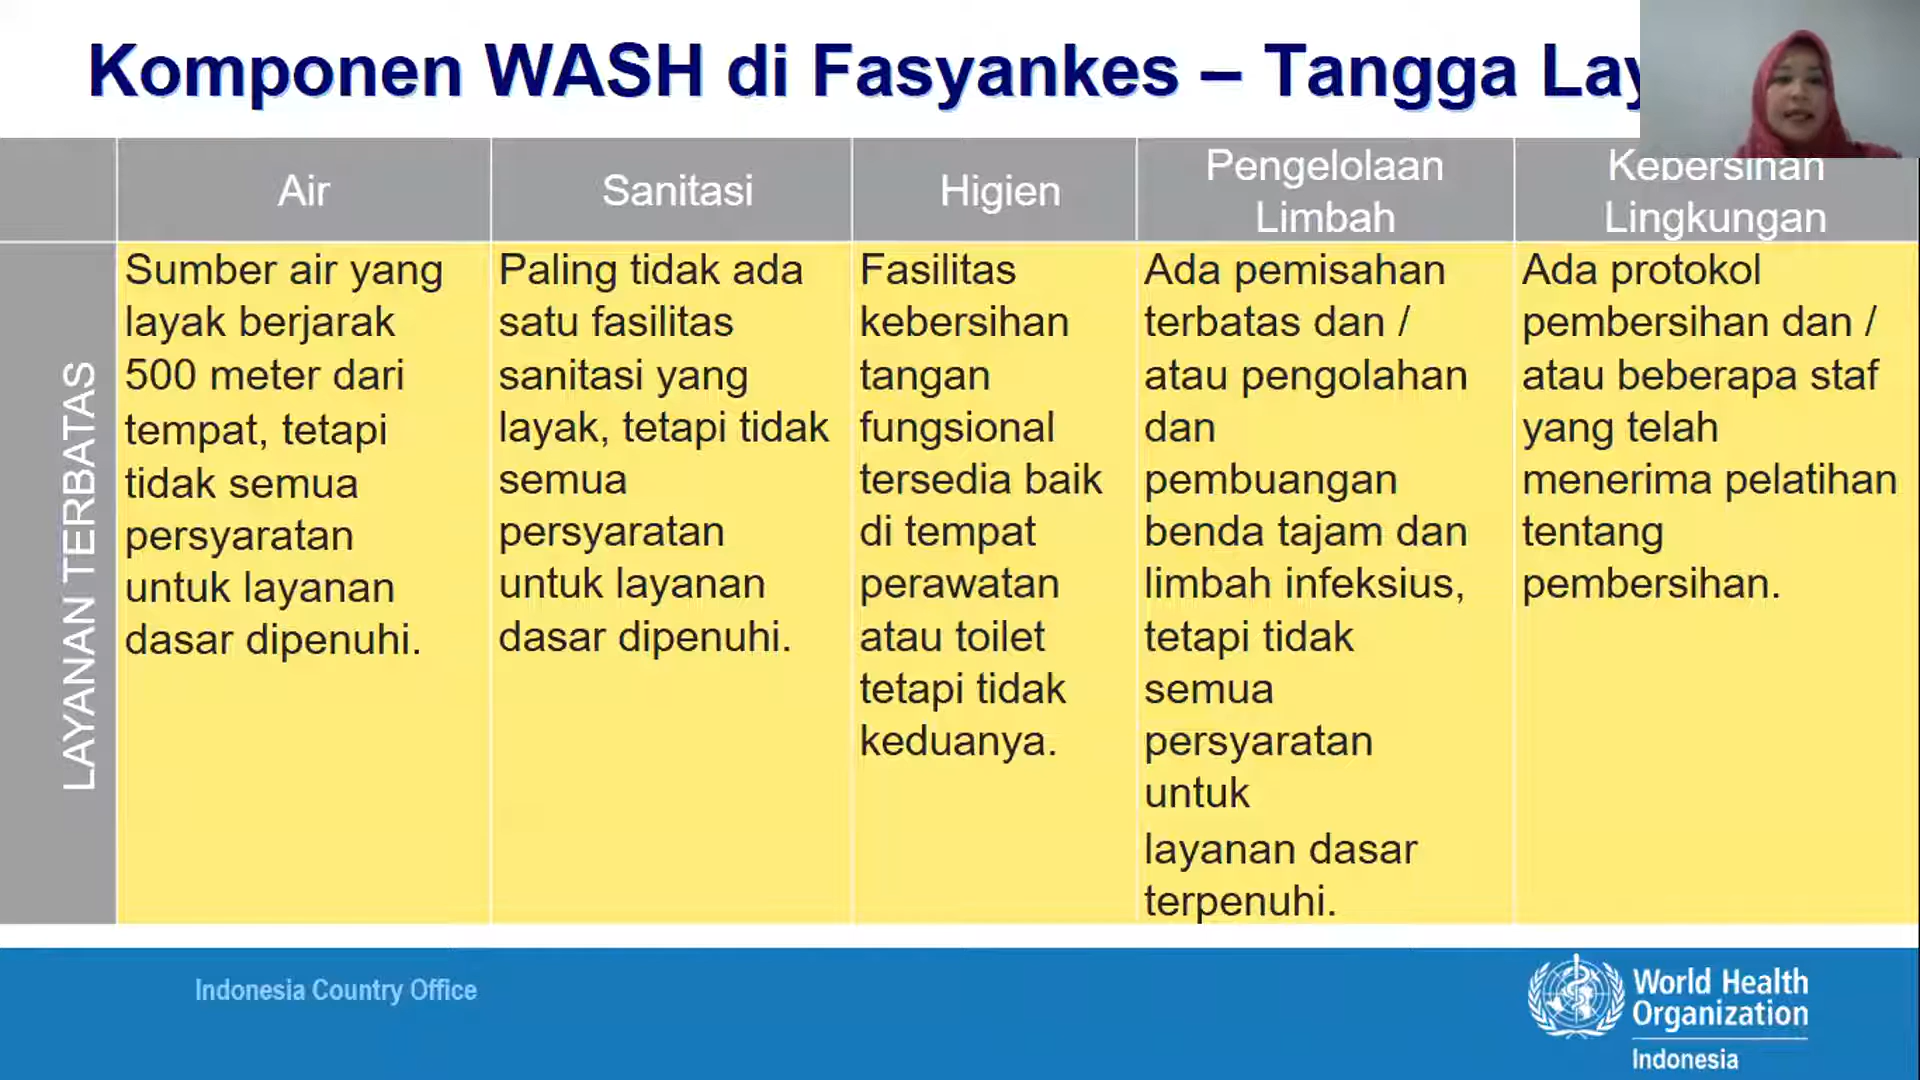 Komponen WASH di Fasyankes – Tangga
Air
Sanitasi
Higien
Pengelolaan
Limbah
Kebersihan
Lingkungan
LAYANAN TERBATAS
Sumber air yang
layak berjarak
500 meter dari
tempat, tetapi
tidak semua
persyaratan
untuk layanan
dasar dipenuhi.
Paling tidak ada
satu fasilitas
sanitasi yang
layak, tetapi tidak
semua
persyaratan
untuk layanan
dasar dipenuhi.
Fasilitas
kebersihan
tangan
fungsional
tersedia baik
di tempat
perawatan
atau toilet
tetapi tidak
keduanya.
Ada pemisahan
terbatas dan /
atau pengolahan
dan
pembuangan
benda tajam dan
limbah infeksius,
tetapi tidak
semua
persyaratan
untuk
layanan dasar
terpenuhi.
Ada protokol
pembersihan dan /
atau beberapa staf
yang telah
menerima pelatihan
tentang
pembersihan.
Indonesia Country Office
World Health
Organization
Indonesia